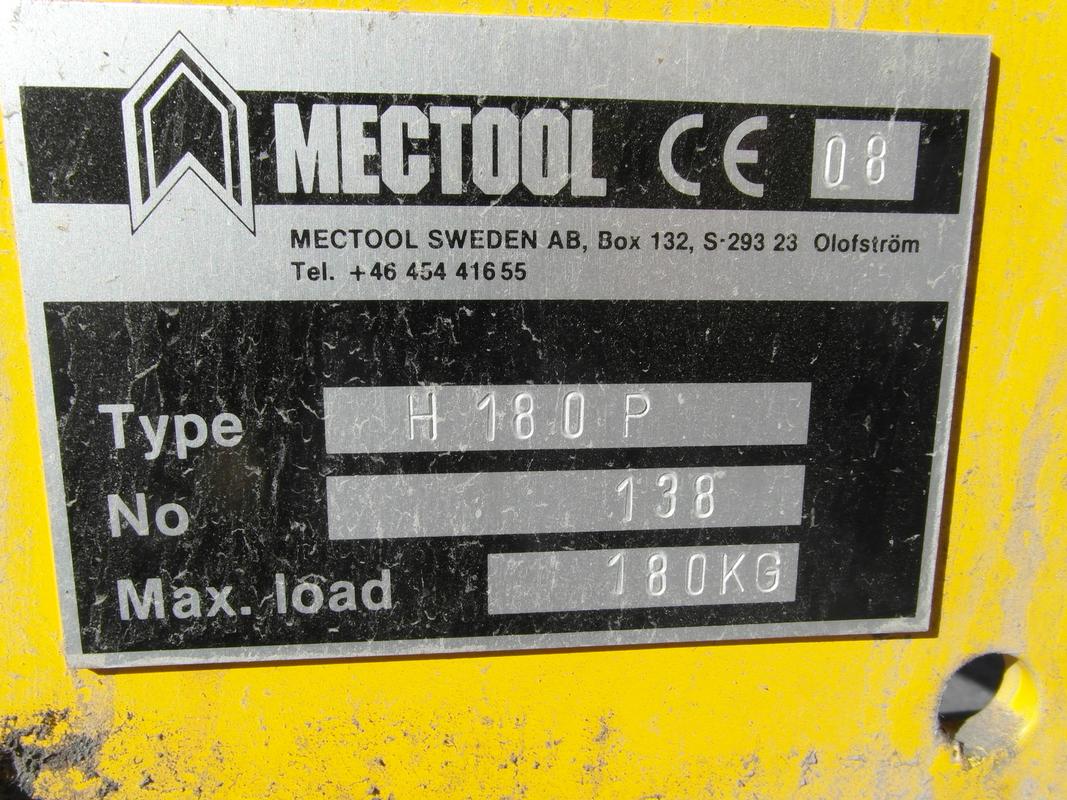 MECTOOL CE 08
MECTOOL SWEDEN AB, Box 132, S-293 23 Olofström
Tel. +46 454 416 55
Type H 180 P
No 138
Max. load 180KG